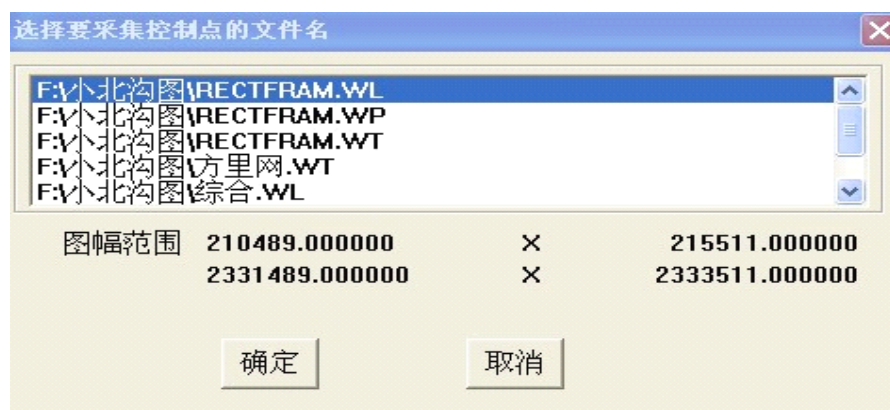 选择要采集控制点的文件名
F:\小北沟图\RECTFRAM.WL
F:\小北沟图\RECTFRAM.WP
F:\小北沟图\RECTFRAM.WT
F:\小北沟图\方里网.WT
F:\小北沟图\综合.WL
图幅范围 210489.000000 X 215511.000000
2331489.000000 X 2333511.000000
确定 取消